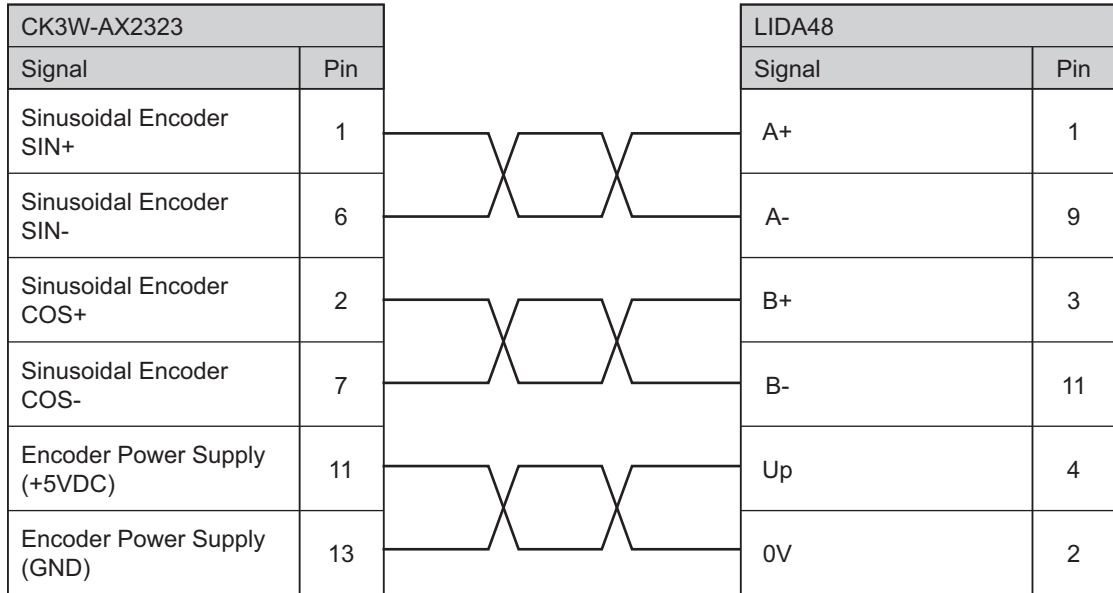 CK3W-AX2323
Signal Pin
Sinusoidal Encoder
SIN+
1
Sinusoidal Encoder
SIN-
6
Sinusoidal Encoder
COS+
2
Sinusoidal Encoder
COS-
7
Encoder Power Supply
(+5VDC)
11
Encoder Power Supply
(GND)
13
LIDA48
Signal Pin
A+ 1
A- 9
B+ 3
B- 11
Up 4
0V 2